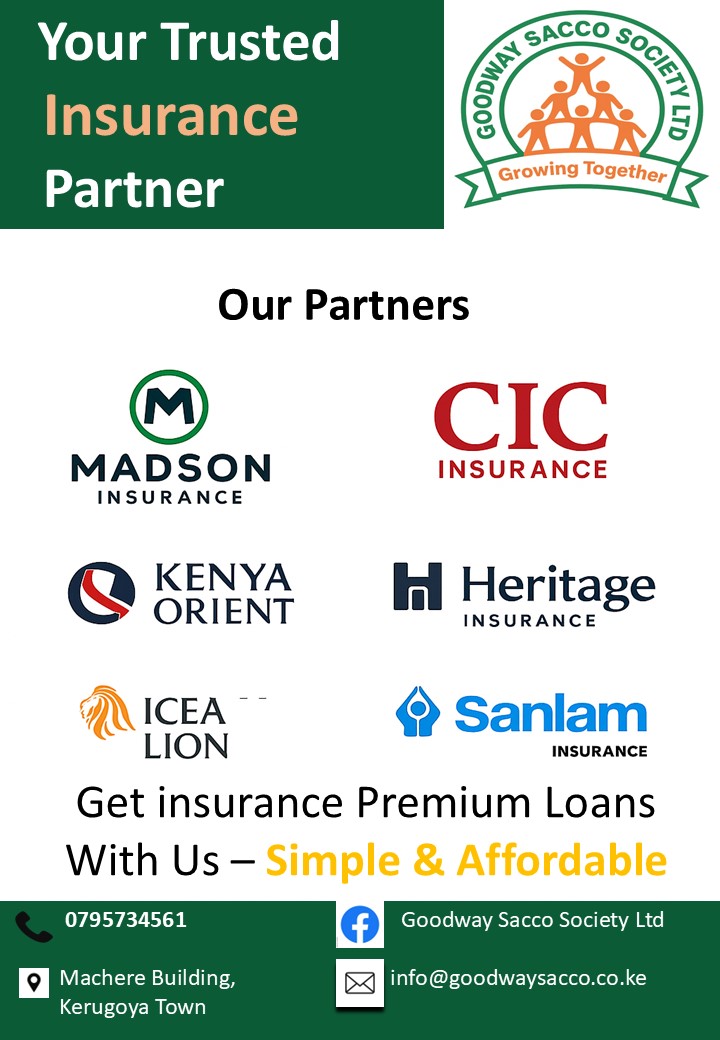 Your Trusted
Insurance
Partner
GOODWAY SACCO SOCIETY LTD
Growing Together
Our Partners
M
MADSON
INSURANCE
CIC
INSURANCE
KENYA
ORIENT
Heritage
INSURANCE
ICEA
LION
Sanlam
INSURANCE
Get insurance Premium Loans
With Us – Simple & Affordable
0795734561
Goodway Sacco Society Ltd
Machere Building,
Kerugoya Town
info@goodwaysacco.co.ke